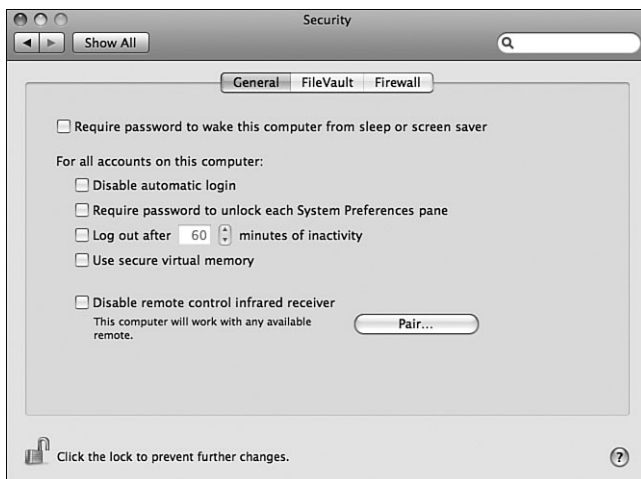 Security
Show All
General FileVault Firewall
Require password to wake this computer from sleep or screen saver
For all accounts on this computer:
Disable automatic login
Require password to unlock each System Preferences pane
Log out after 60 minutes of inactivity
Use secure virtual memory
Disable remote control infrared receiver
This computer will work with any available
remote.
Pair...
Click the lock to prevent further changes.
?